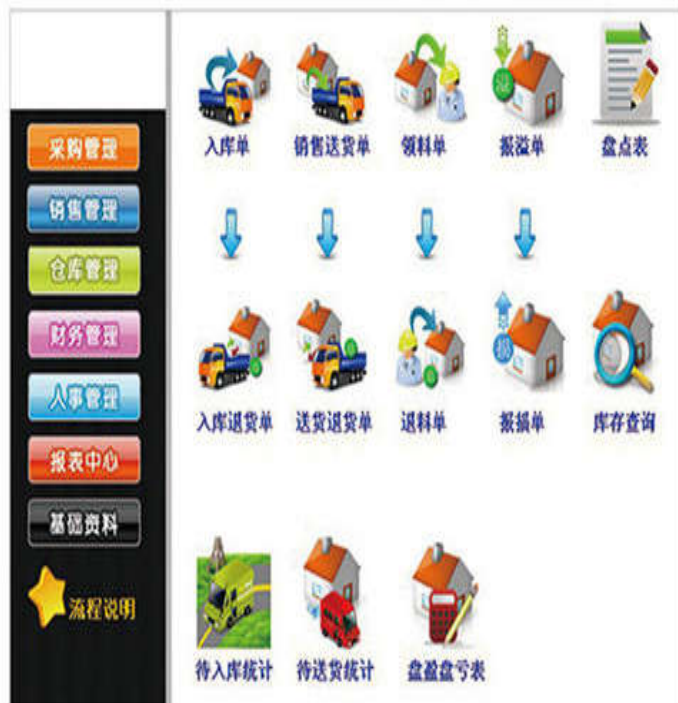 采购管理
销售管理
仓库管理
财务管理
人事管理
报表中心
基础资料
流程说明
入库单
销售送货单
领料单
报溢单
盘点表
入库退货单
送货退货单
退料单
报损单
库存查询
待入库统计
待送货统计
盘盈盘亏表